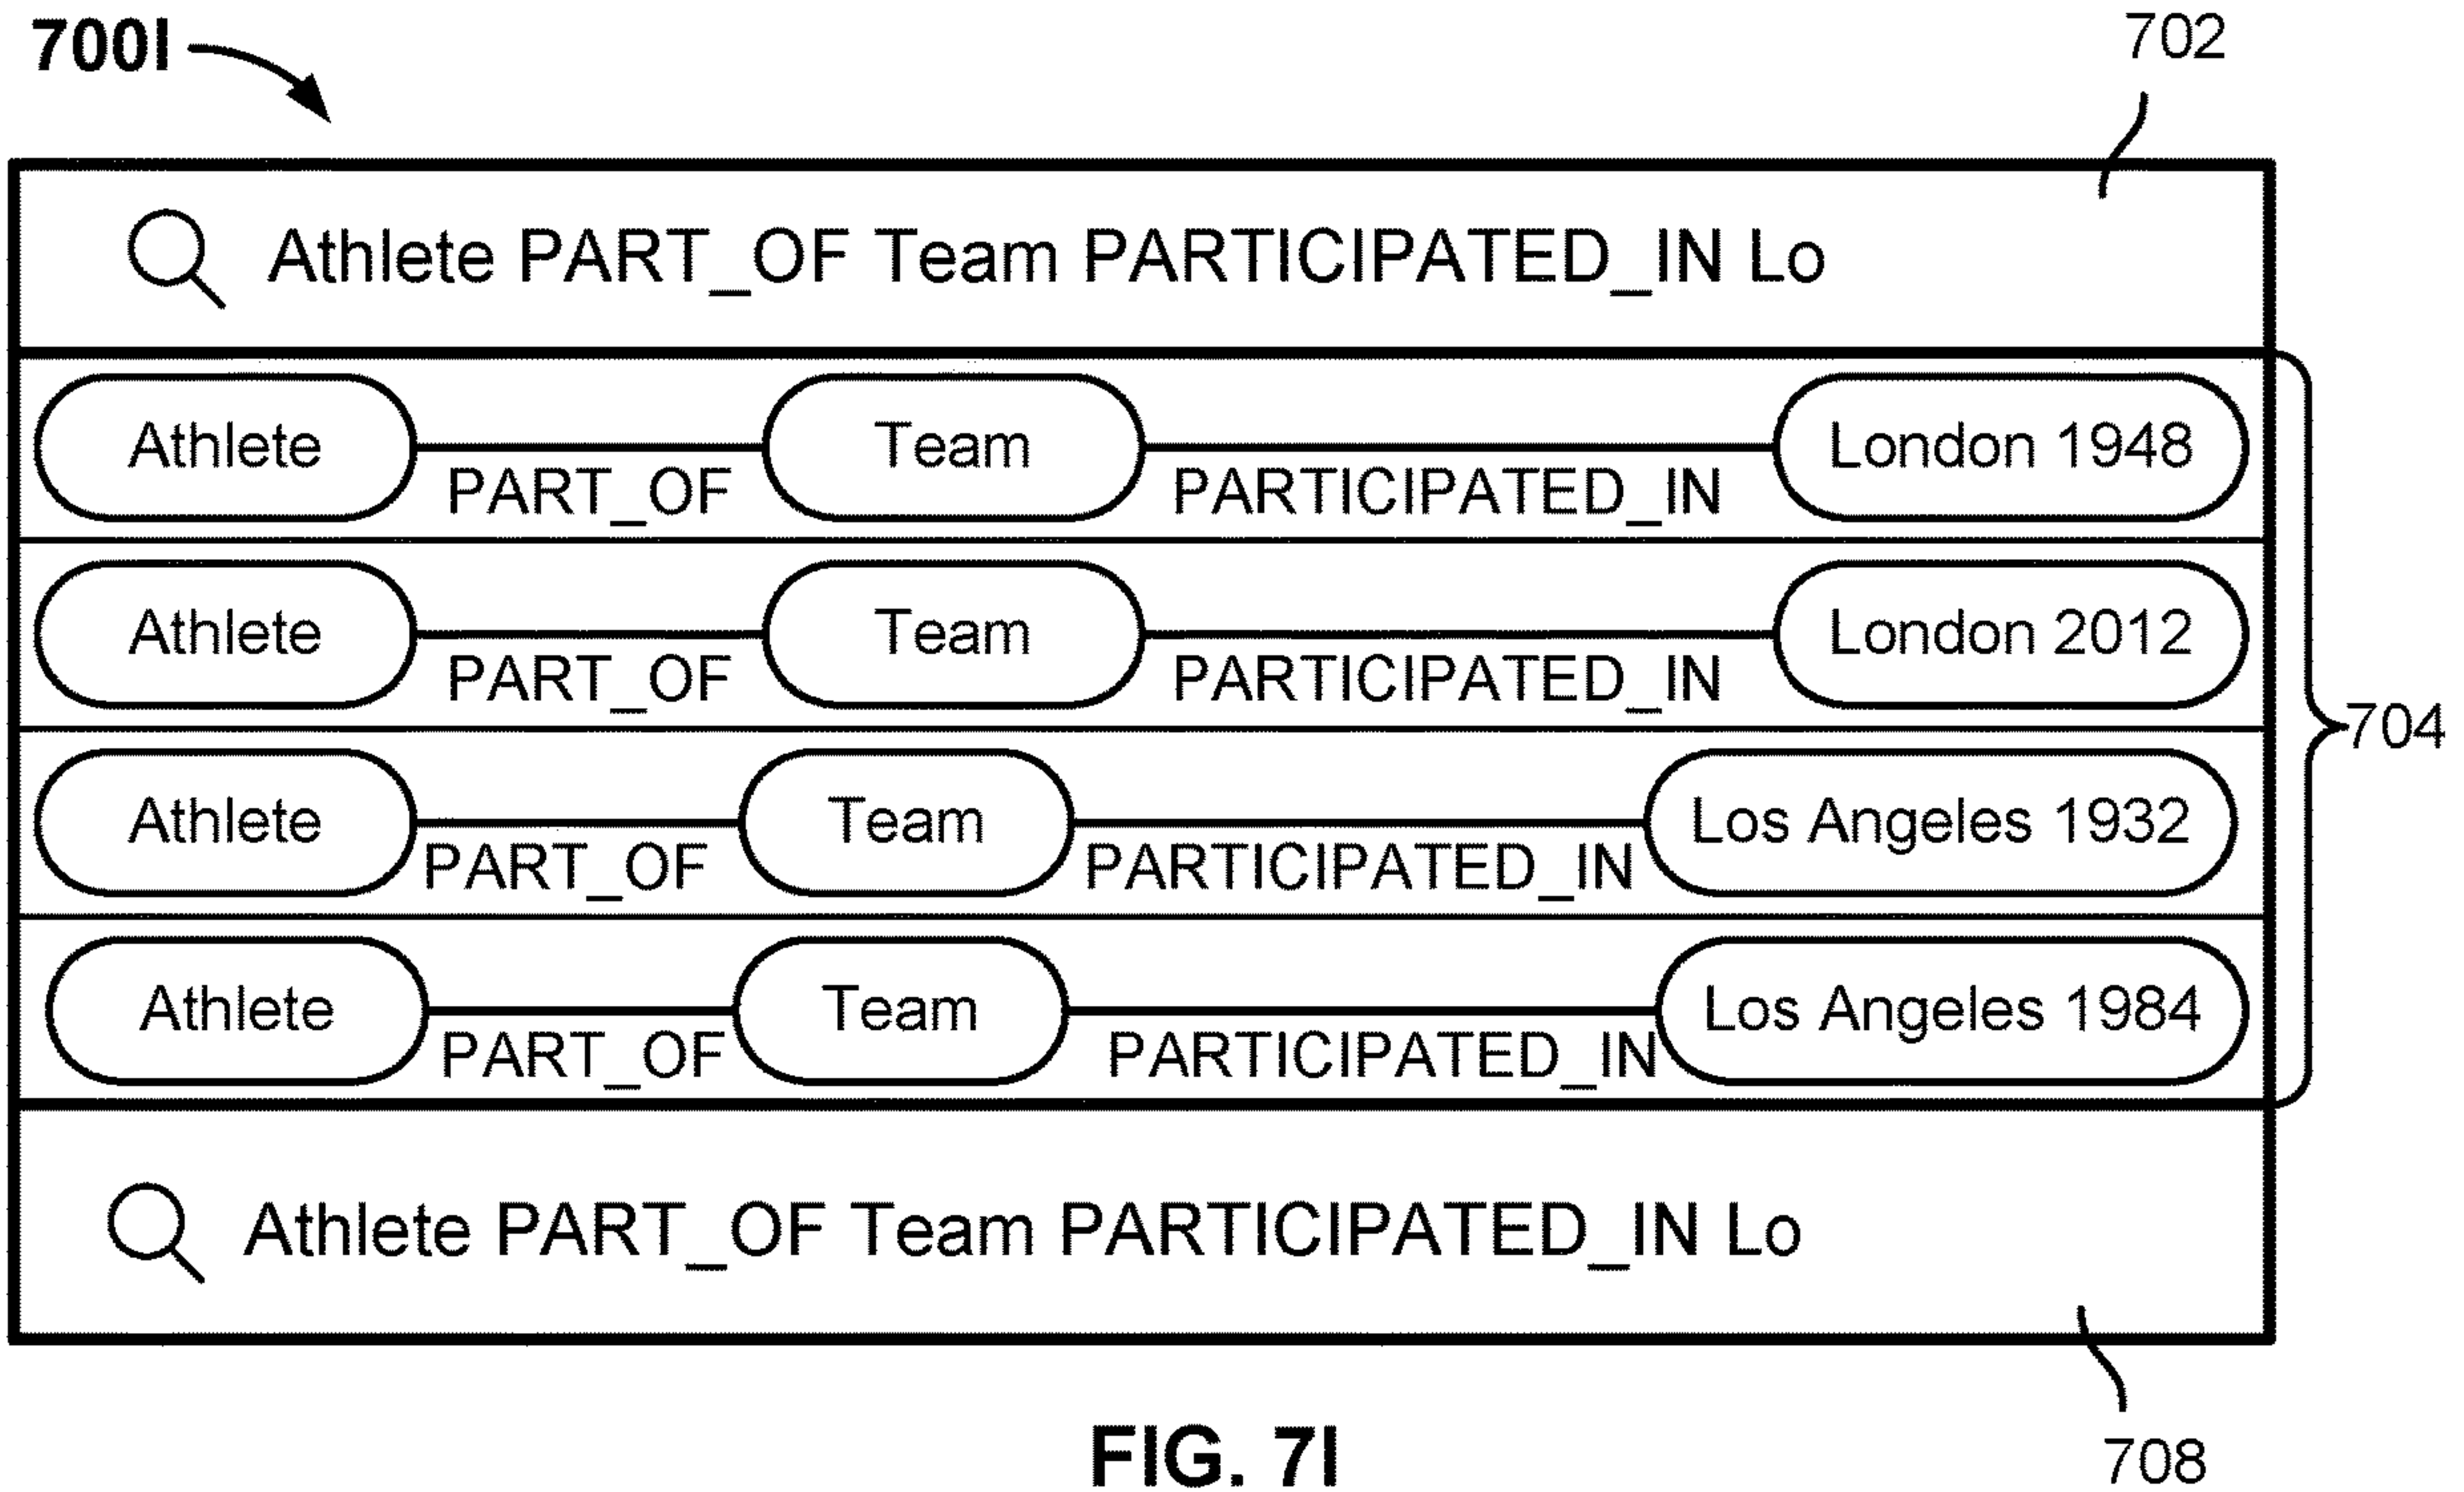 700I
702
Athlete PART_OF Team PARTICIPATED_IN Lo
Athlete PART_OF Team PARTICIPATED_IN London 1948
Athlete PART_OF Team PARTICIPATED_IN London 2012
704
Athlete PART_OF Team PARTICIPATED_IN Los Angeles 1932
Athlete PART_OF Team PARTICIPATED_IN Los Angeles 1984
Athlete PART_OF Team PARTICIPATED_IN Lo
708
FIG. 7I